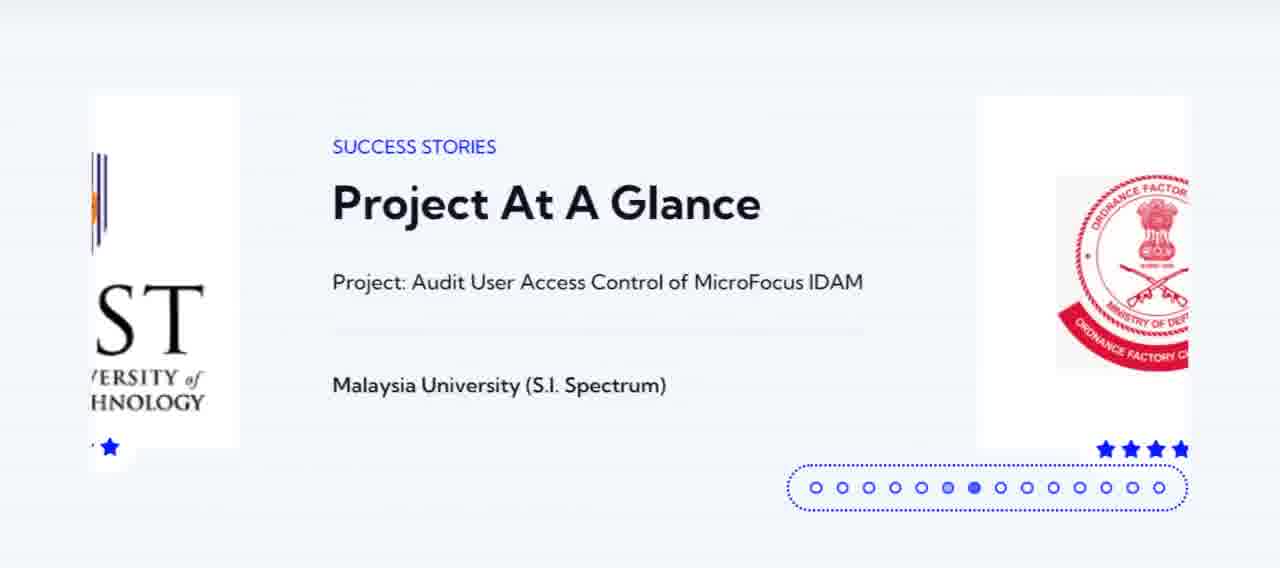 SUCCESS STORIES
Project At A Glance
Project: Audit User Access Control of MicroFocus IDAM
Malaysia University (S.I. Spectrum)
ST
VERSITY of
HNOLOGY
ORDNANCE FACTOR
MINISTRY OF DEF
ORDNANCE FACTORY